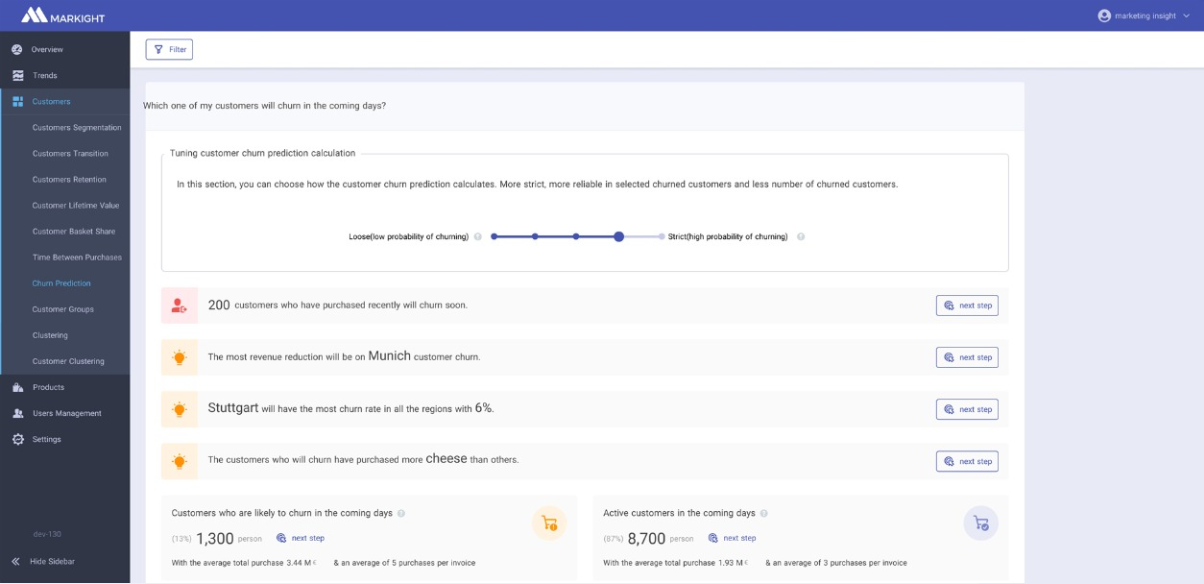 MARKIGHT
marketing insight
Overview
Trends
Customers
Customers Segmentation
Customers Transition
Customers Retention
Customer Lifetime Value
Customer Basket Share
Time Between Purchases
Churn Prediction
Customer Groups
Clustering
Customer Clustering
Products
Users Management
Settings
dev-130
Hide Sidebar
Filter
Which one of my customers will churn in the coming days?
Tuning customer churn prediction calculation
In this section, you can choose how the customer churn prediction calculates. More strict, more reliable in selected churned customers and less number of churned customers.
Loose(low probability of churning) ? Strict(high probability of churning) ?
200 customers who have purchased recently will churn soon. next step
The most revenue reduction will be on Munich customer churn. next step
Stuttgart will have the most churn rate in all the regions with 6%. next step
The customers who will churn have purchased more cheese than others. next step
Customers who are likely to churn in the coming days ?
(13%) 1,300 person next step
With the average total purchase 3.44 M € & an average of 5 purchases per invoice
Active customers in the coming days ?
(87%) 8,700 person next step
With the average total purchase 1.93 M € & an average of 3 purchases per invoice